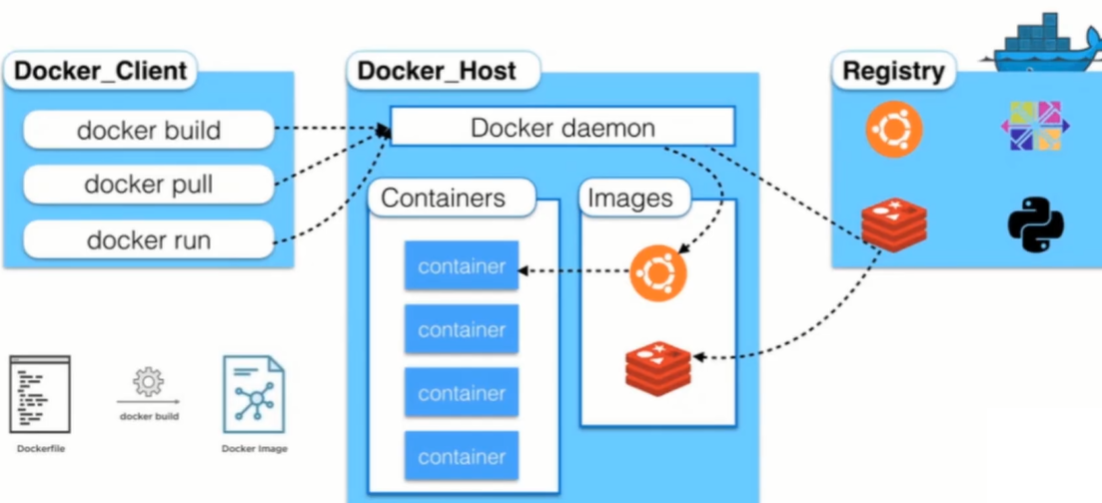 Docker_Client
docker build
docker pull
docker run
Docker_Host
Docker daemon
Containers
container
container
container
container
Images
Registry
Dockerfile
docker build
Docker Image